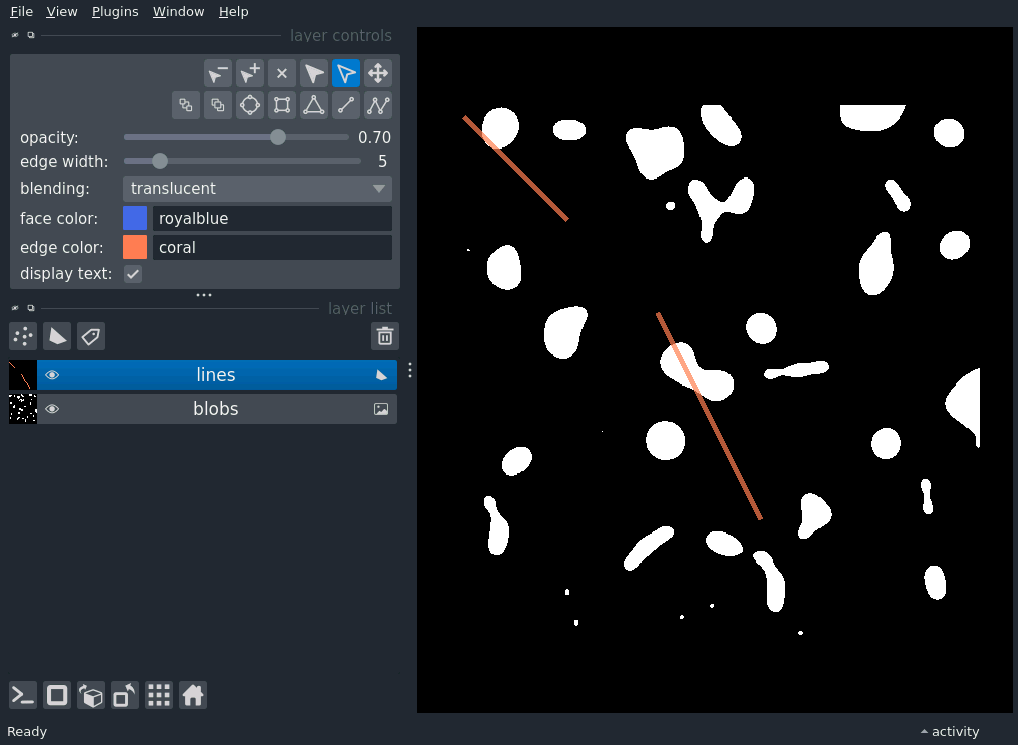 File View Plugins Window Help
layer controls
opacity: 0.70
edge width: 5
blending: translucent
face color: royalblue
edge color: coral
display text:
layer list
lines
blobs
Ready activity